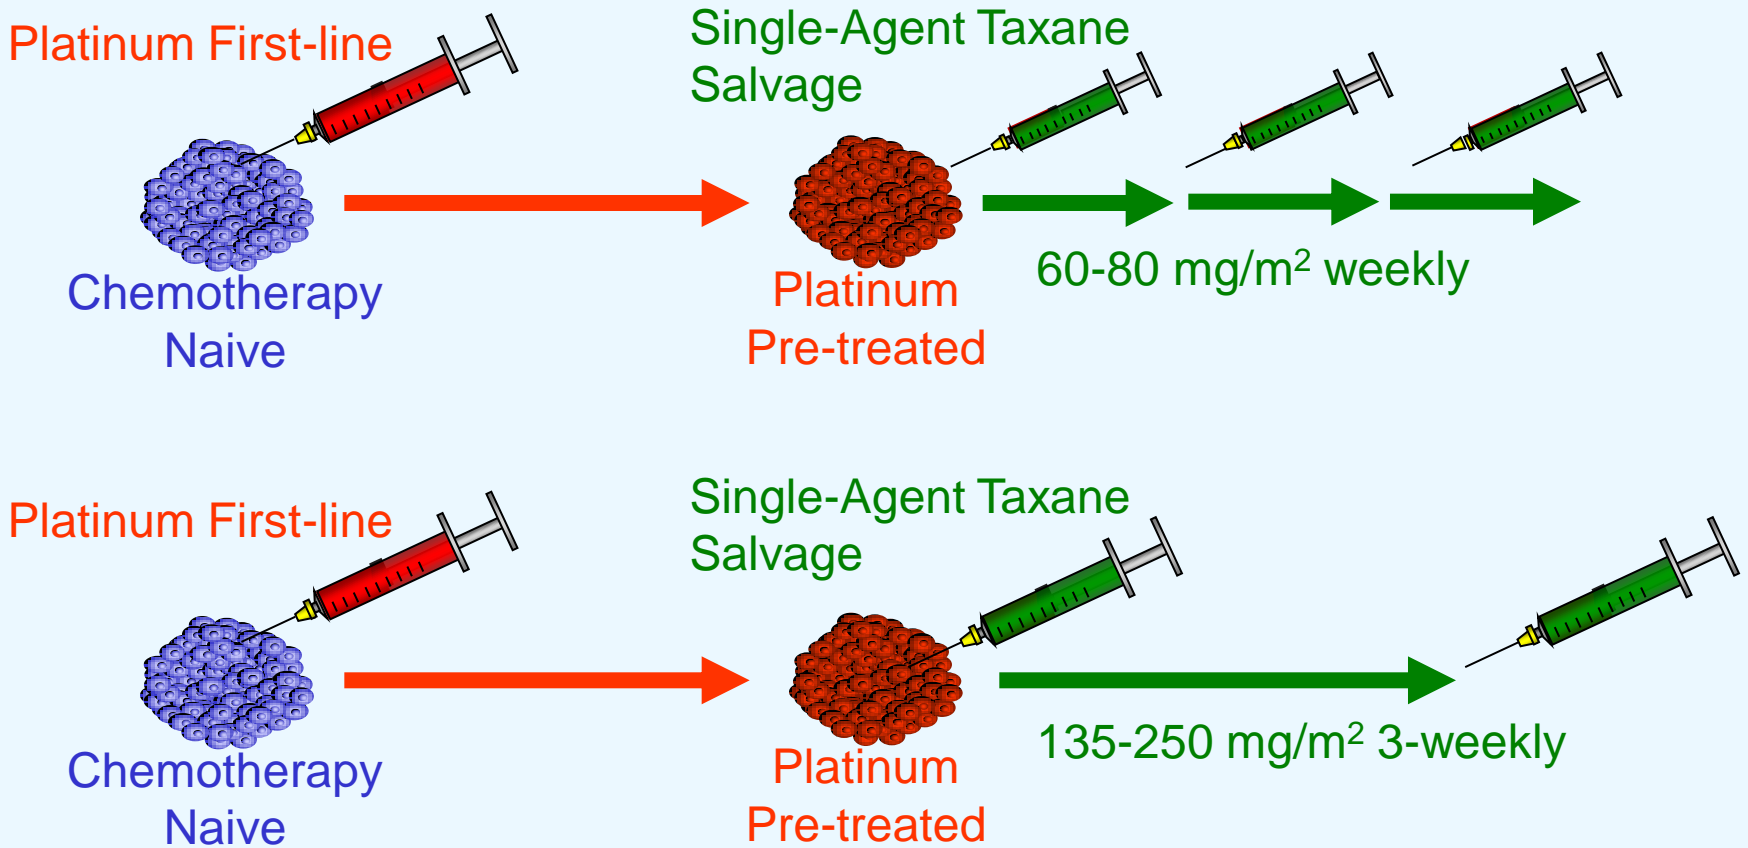 Platinum First-line
Single-Agent Taxane
Salvage
60-80 mg/m² weekly
Chemotherapy
Naive
Platinum
Pre-treated
Platinum First-line
Single-Agent Taxane
Salvage
135-250 mg/m² 3-weekly
Chemotherapy
Naive
Platinum
Pre-treated